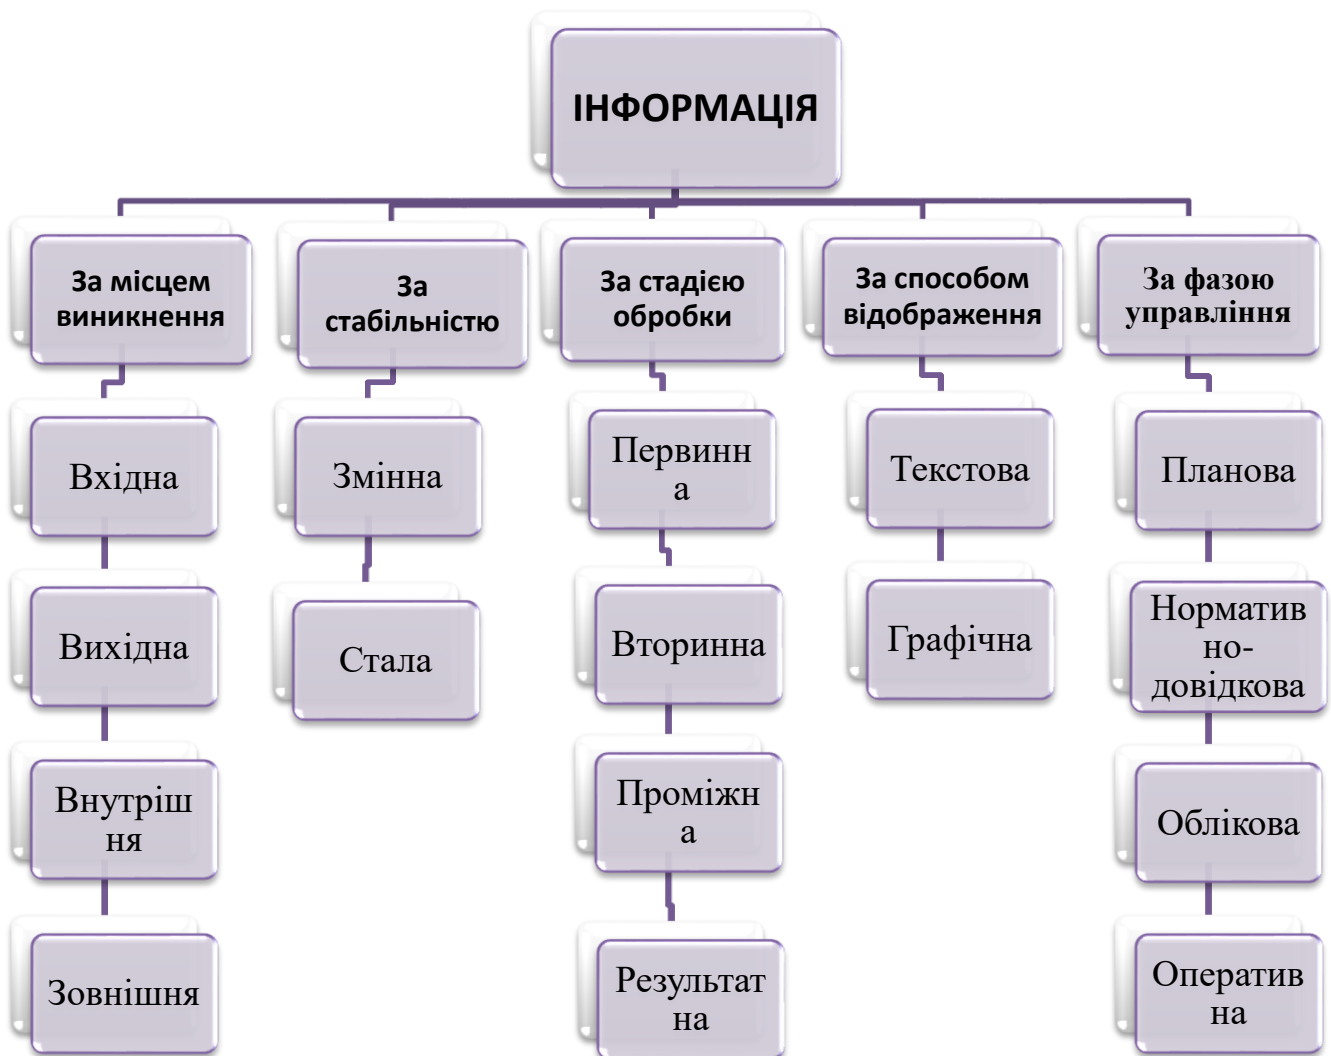 ІНФОРМАЦІЯ
За місцем
виникнення
Вхідна
Вихідна
Внутріш
ня
Зовнішня
За
стабільністю
Змінна
Стала
За стадією
обробки
Первинн
а
Вторинна
Проміжн
а
Результат
на
За способом
відображення
Текстова
Графічна
За фазою
управління
Планова
Норматив
но-
довідкова
Облікова
Оператив
на